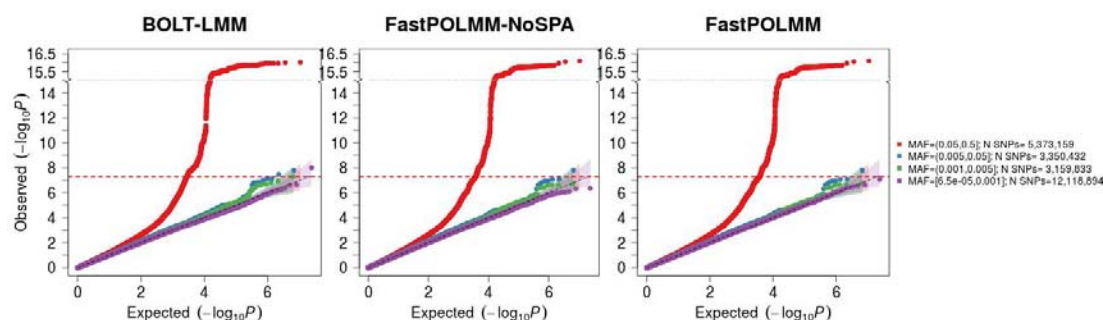 BOLT-LMM
FastPOLMM-NoSPA
FastPOLMM
Observed (−log10P)
16.5
15.5
14
12
10
8
6
4
2
0
0 2 4 6
Expected (−log10P)
16.5
15.5
14
12
10
8
6
4
2
0
0 2 4 6
Expected (−log10P)
16.5
15.5
14
12
10
8
6
4
2
0
0 2 4 6
Expected (−log10P)
MAF=(0.05,0.5]; N SNPs= 5,373,159
MAF=(0.005,0.05]; N SNPs= 3,350,432
MAF=(0.001,0.005]; N SNPs= 3,159,833
MAF=[6.5e-05,0.001]; N SNPs=12,118,894